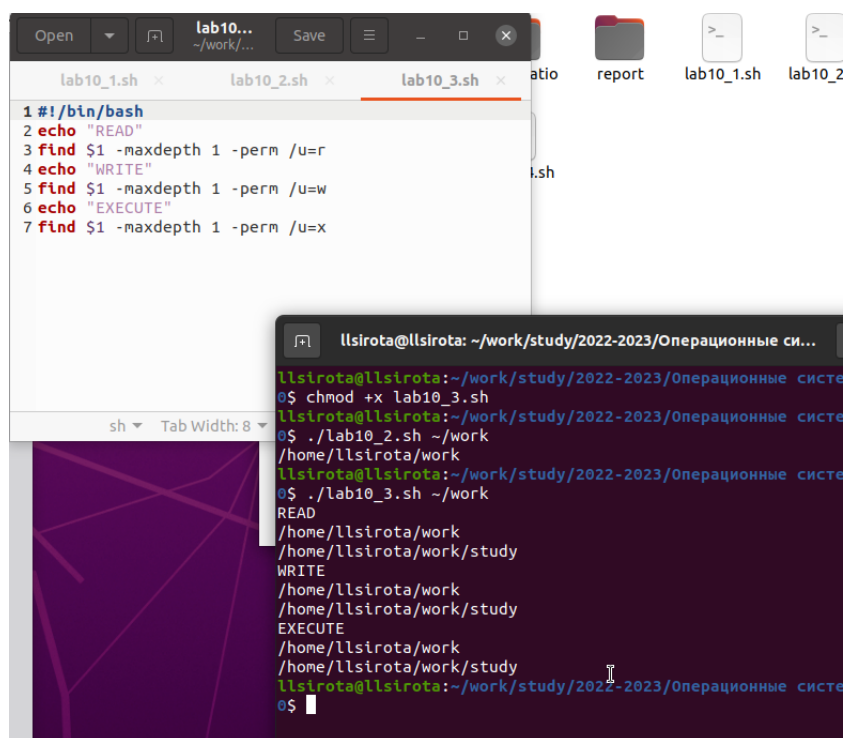 Open
lab10...
~/work/...
Save
report
lab10_1.sh
lab10_1.sh
lab10_2.sh
lab10_3.sh
1 #!/bin/bash
2 echo "READ"
3 find $1 -maxdepth 1 -perm /u=r
4 echo "WRITE"
5 find $1 -maxdepth 1 -perm /u=w
6 echo "EXECUTE"
7 find $1 -maxdepth 1 -perm /u=x
sh Tab Width: 8
llsirota@llsirota: ~/work/study/2022-2023/Операционные си...
llsirota@llsirota:~/work/study/2022-2023/Операционные систе
0$ chmod +x lab10_3.sh
llsirota@llsirota:~/work/study/2022-2023/Операционные систе
0$ ./lab10_2.sh ~/work
/home/llsirota/work
llsirota@llsirota:~/work/study/2022-2023/Операционные систе
0$ ./lab10_3.sh ~/work
READ
/home/llsirota/work
/home/llsirota/work/study
WRITE
/home/llsirota/work
/home/llsirota/work/study
EXECUTE
/home/llsirota/work
/home/llsirota/work/study
llsirota@llsirota:~/work/study/2022-2023/Операционные систе
0$